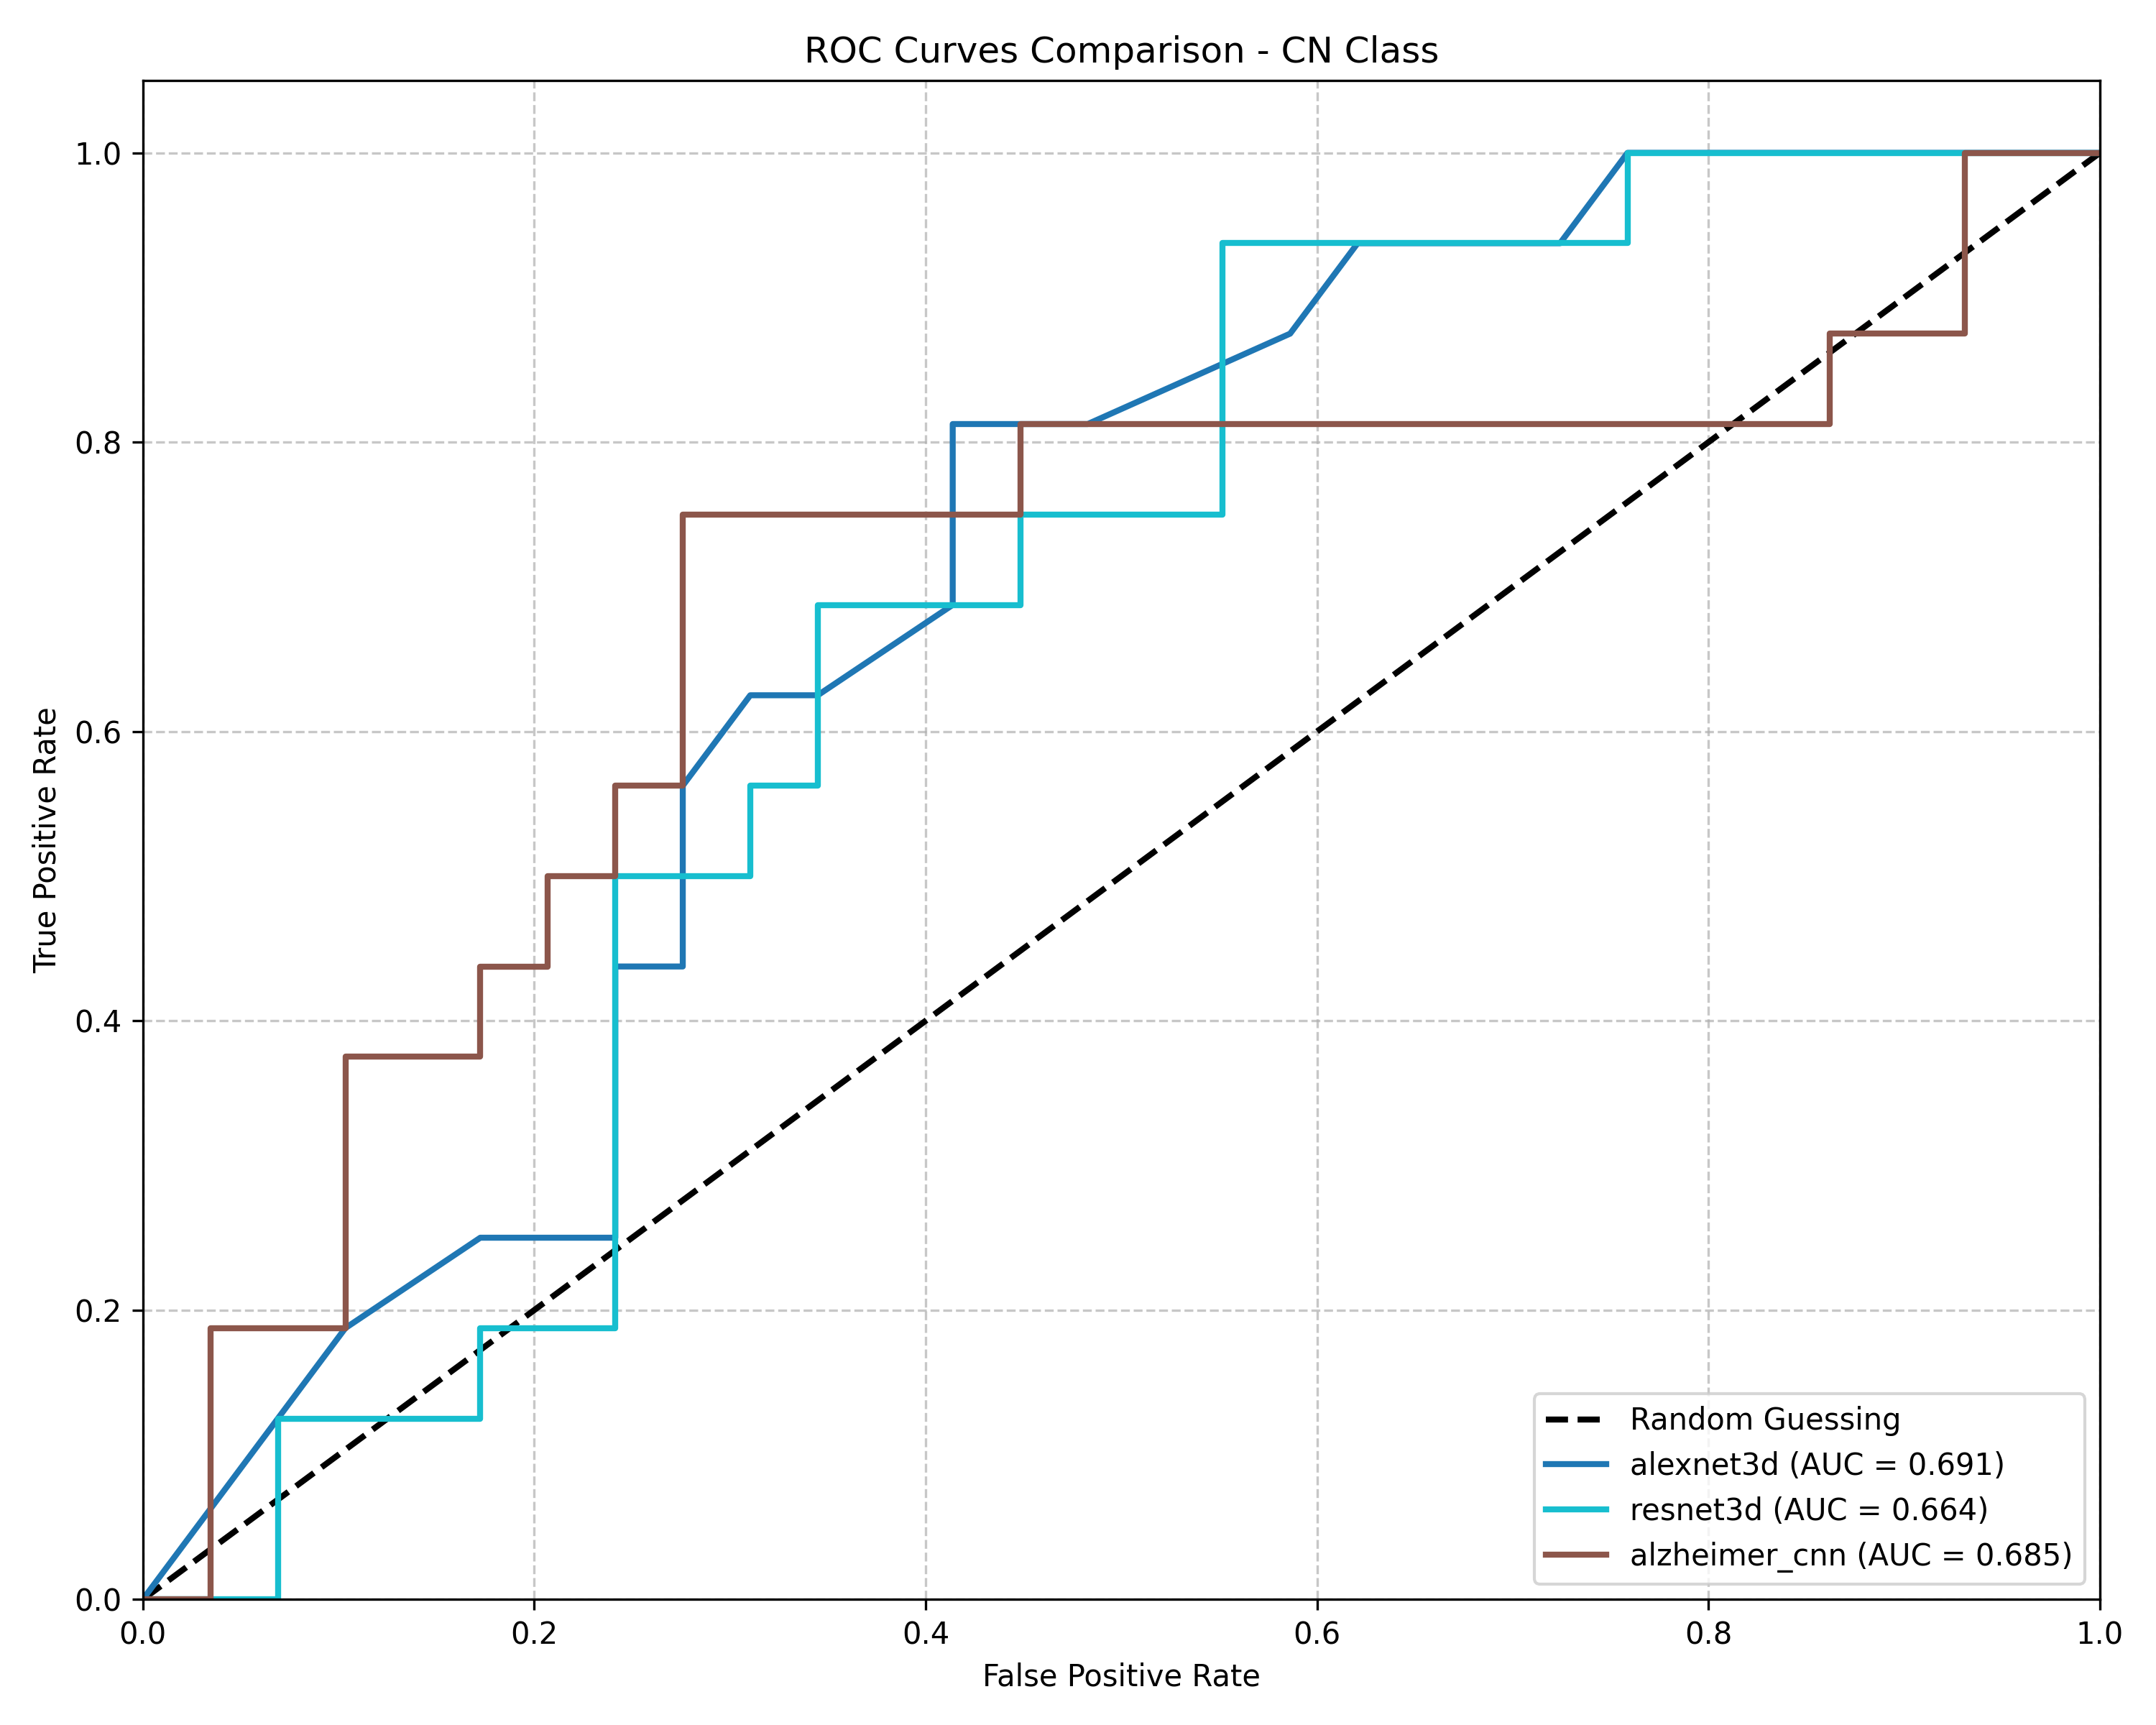 ROC Curves Comparison - CN Class
True Positive Rate
1.0
0.8
0.6
0.4
0.2
0.0
0.0 0.2 0.4 0.6 0.8 1.0
False Positive Rate
Random Guessing
alexnet3d (AUC = 0.691)
resnet3d (AUC = 0.664)
alzheimer_cnn (AUC = 0.685)